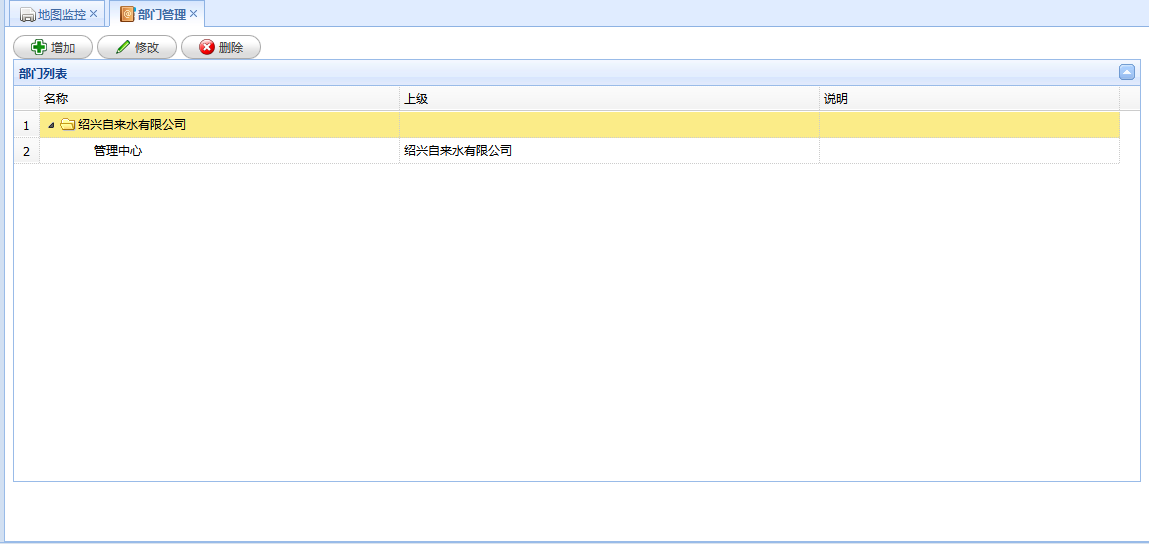 地图监控 部门管理
增加 修改 删除
部门列表
名称 上级 说明
1 绍兴自来水有限公司
2 管理中心 绍兴自来水有限公司